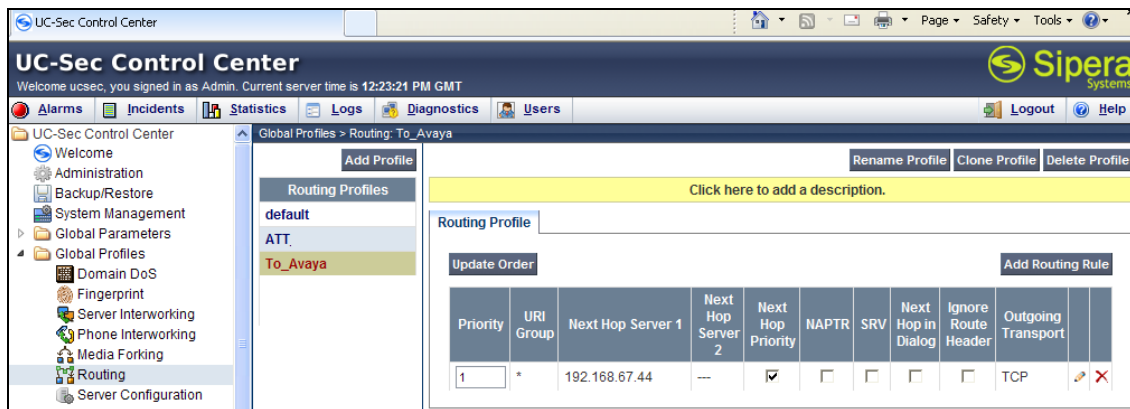 UC-Sec Control Center
Page Safety Tools
UC-Sec Control Center
Sipera
Systems
Welcome ucsec, you signed in as Admin. Current server time is 12:23:21 PM GMT
Alarms Incidents Statistics Logs Diagnostics Users Logout Help
UC-Sec Control Center
Welcome
Administration
Backup/Restore
System Management
Global Parameters
Global Profiles
Domain DoS
Fingerprint
Server Interworking
Phone Interworking
Media Forking
Routing
Server Configuration
Global Profiles > Routing: To_Avaya
Add Profile
Routing Profiles
default
ATT
To_Avaya
Rename Profile Clone Profile Delete Profile
Click here to add a description.
Routing Profile
Update Order Add Routing Rule
Priority
URI
Group
Next Hop Server 1
Next
Hop
Server
2
Next
Hop
Priority
NAPTR
SRV
Next
Hop in
Dialog
Ignore
Route
Header
Outgoing
Transport
1 * 192.168.67.44 --- TCP